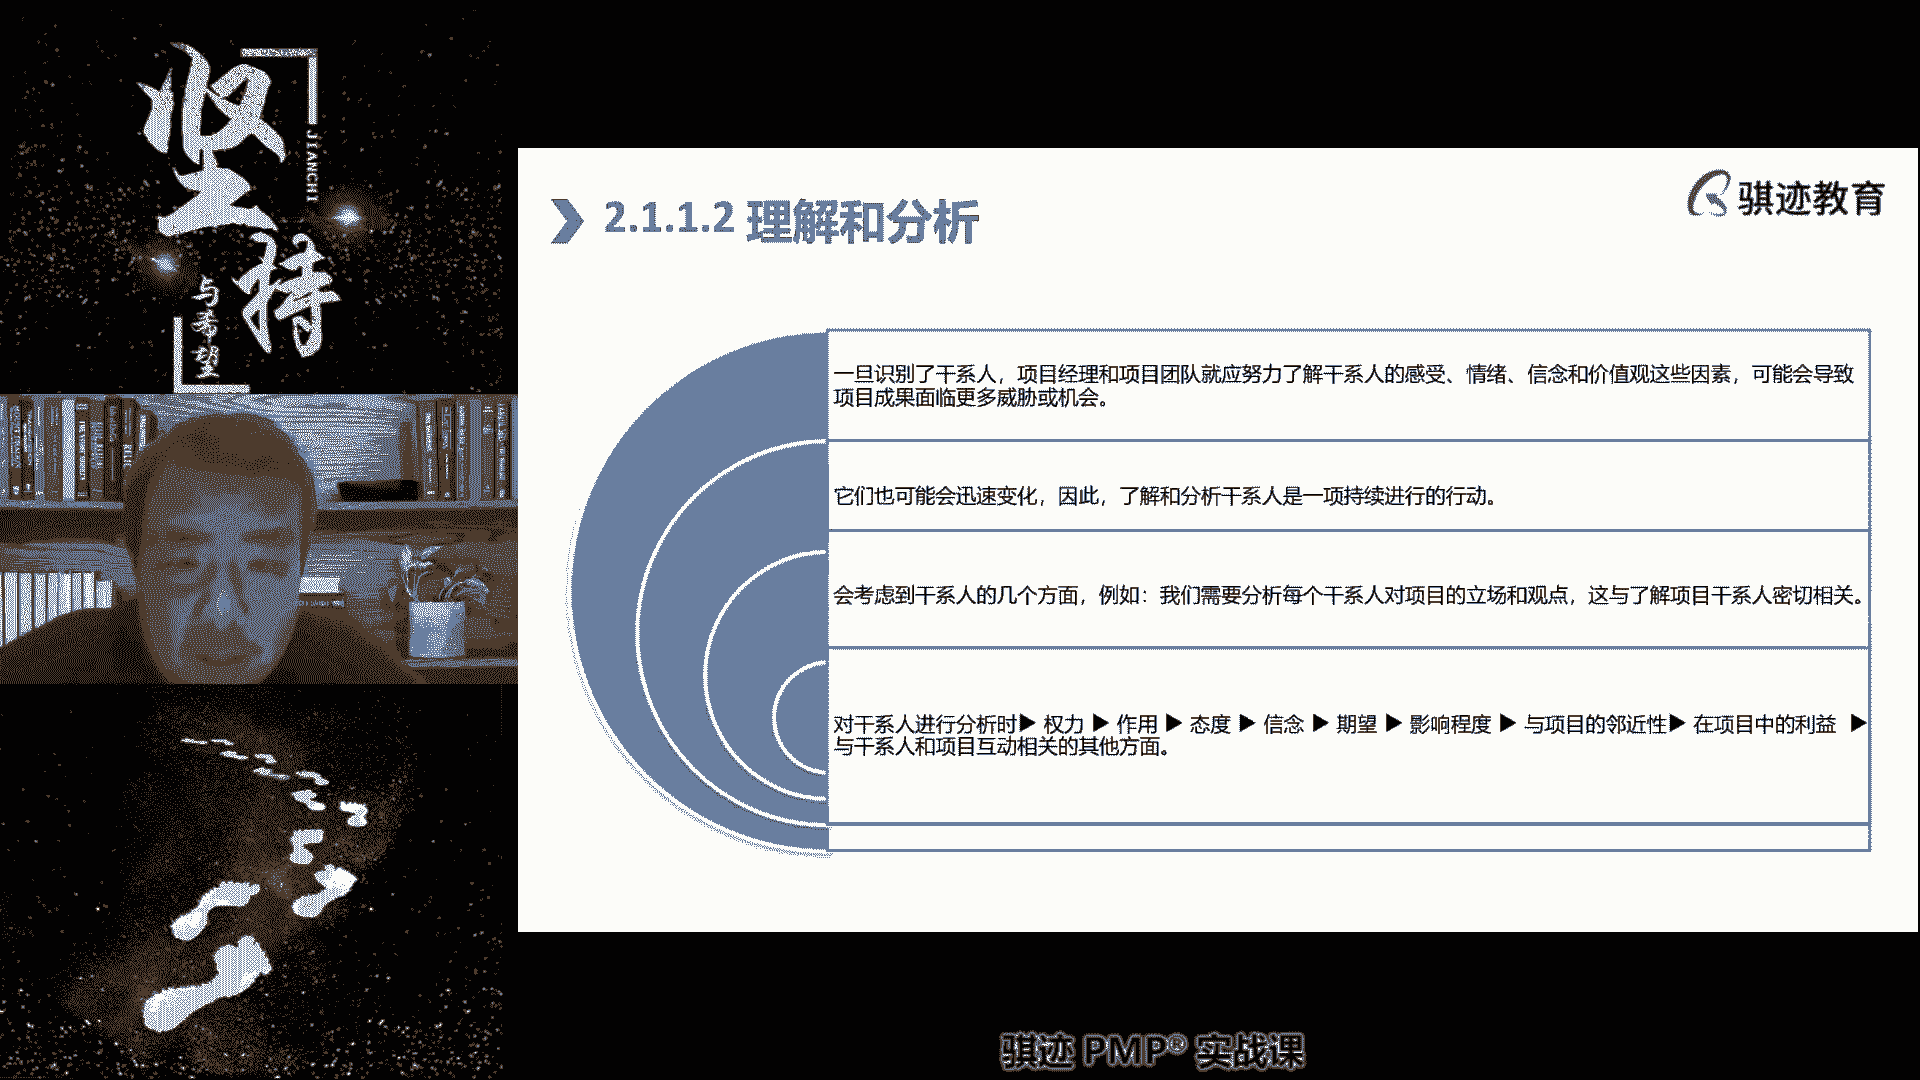 坚持
JIANCHI
与希望
骐迹教育
2.1.1.2 理解和分析
一旦识别了干系人，项目经理和项目团队就应努力了解干系人的感受、情绪、信念和价值观这些因素，可能会导致
项目成果面临更多威胁或机会。
它们也可能会迅速变化，因此，了解和分析干系人是一项持续进行的行动。
会考虑到干系人的几个方面，例如：我们需要分析每个干系人对项目的立场和观点，这与了解项目干系人密切相关。
对干系人进行分析时▶ 权力 ▶ 作用 ▶ 态度 ▶ 信念 ▶ 期望 ▶ 影响程度 ▶ 与项目的邻近性▶ 在项目中的利益 ▶
与干系人和项目互动相关的其他方面。
骐迹 PMP® 实战课